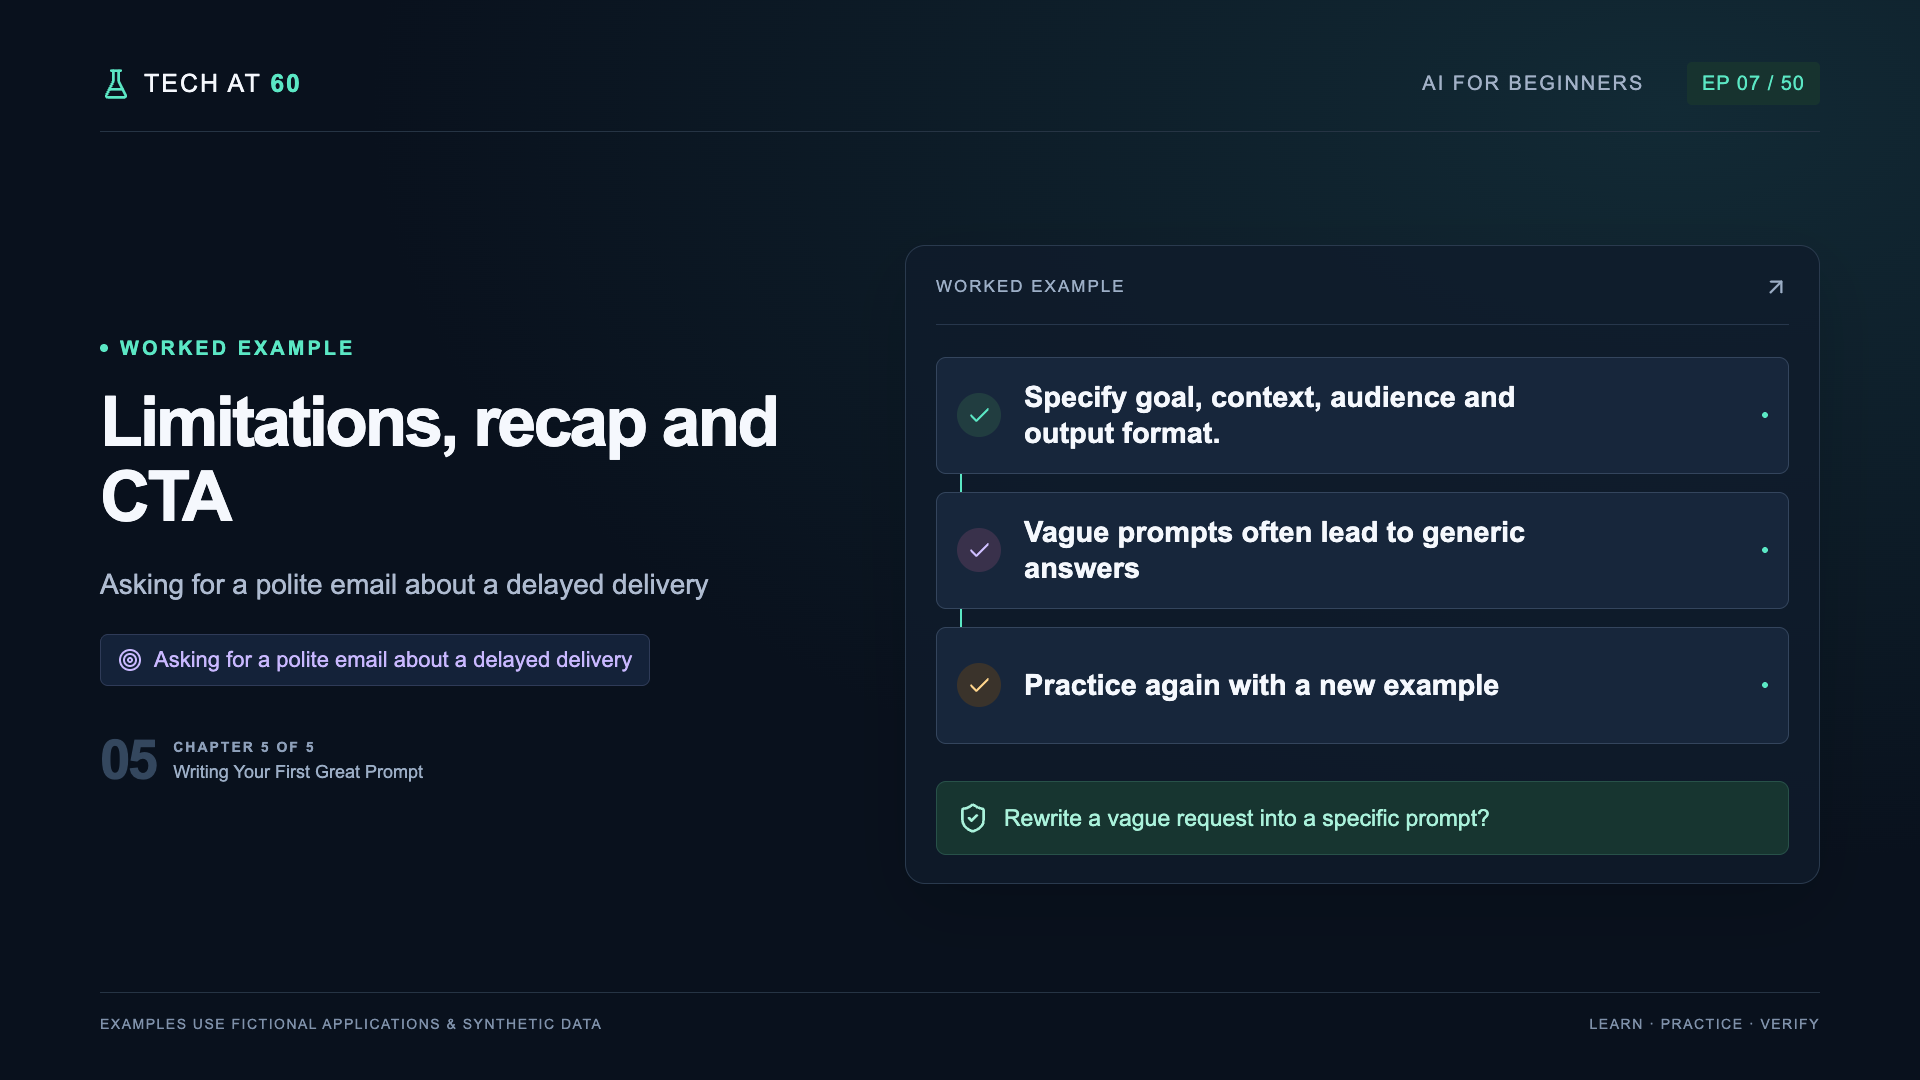 TECH AT 60
AI FOR BEGINNERS
EP 07 / 50
WORKED EXAMPLE
Limitations, recap and
CTA
Asking for a polite email about a delayed delivery
Asking for a polite email about a delayed delivery
05
CHAPTER 5 OF 5
Writing Your First Great Prompt
WORKED EXAMPLE
Specify goal, context, audience and
output format.
Vague prompts often lead to generic
answers
Practice again with a new example
Rewrite a vague request into a specific prompt?
EXAMPLES USE FICTIONAL APPLICATIONS & SYNTHETIC DATA
LEARN · PRACTICE · VERIFY